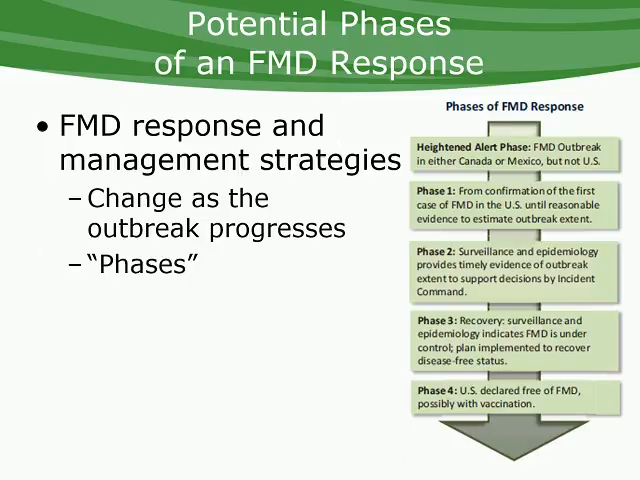 Potential Phases
of an FMD Response
• FMD response and
management strategies
– Change as the
outbreak progresses
– “Phases”
Phases of FMD Response
Heightened Alert Phase: FMD Outbreak
in either Canada or Mexico, but not U.S.
Phase 1: From confirmation of the first
case of FMD in the U.S. until reasonable
evidence to estimate outbreak extent.
Phase 2: Surveillance and epidemiology
provides timely evidence of outbreak
extent to support decisions by Incident
Command.
Phase 3: Recovery: surveillance and
epidemiology indicates FMD is under
control; plan implemented to recover
disease-free status.
Phase 4: U.S. declared free of FMD,
possibly with vaccination.